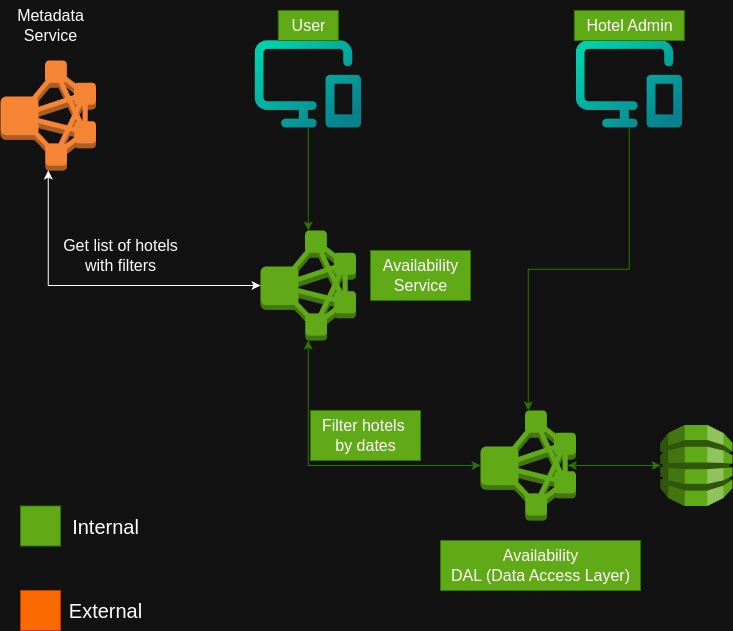 Metadata
Service
User
Hotel Admin
Get list of hotels
with filters
Availability
Service
Filter hotels
by dates
Internal
Availability
DAL (Data Access Layer)
External